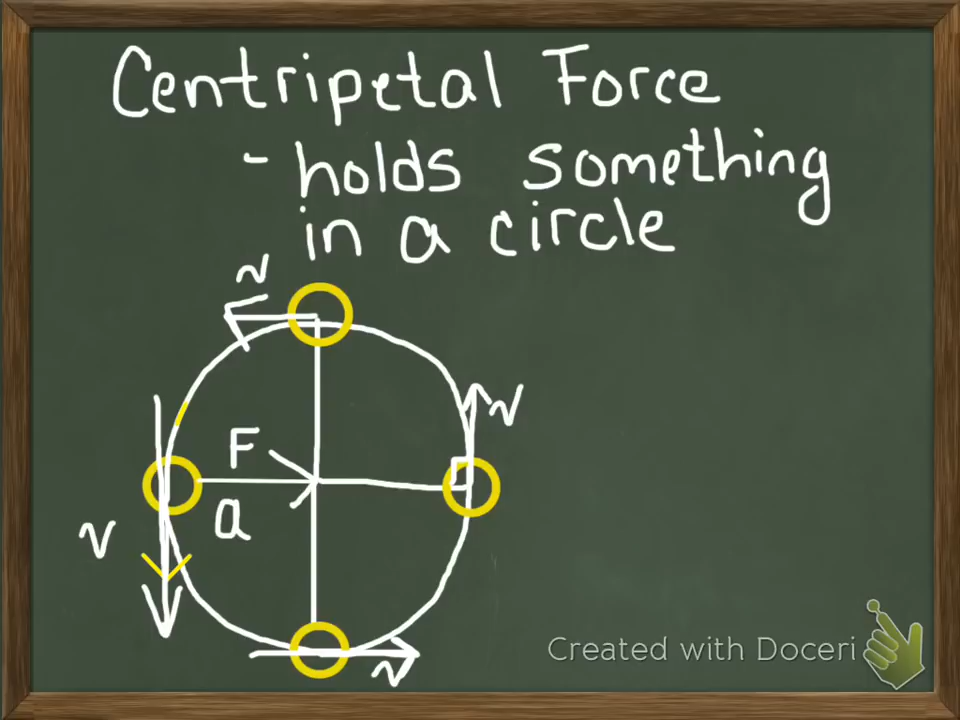 Centripetal Force
- holds something
in a circle
v
v
F
a
v
v
Created with Doceri